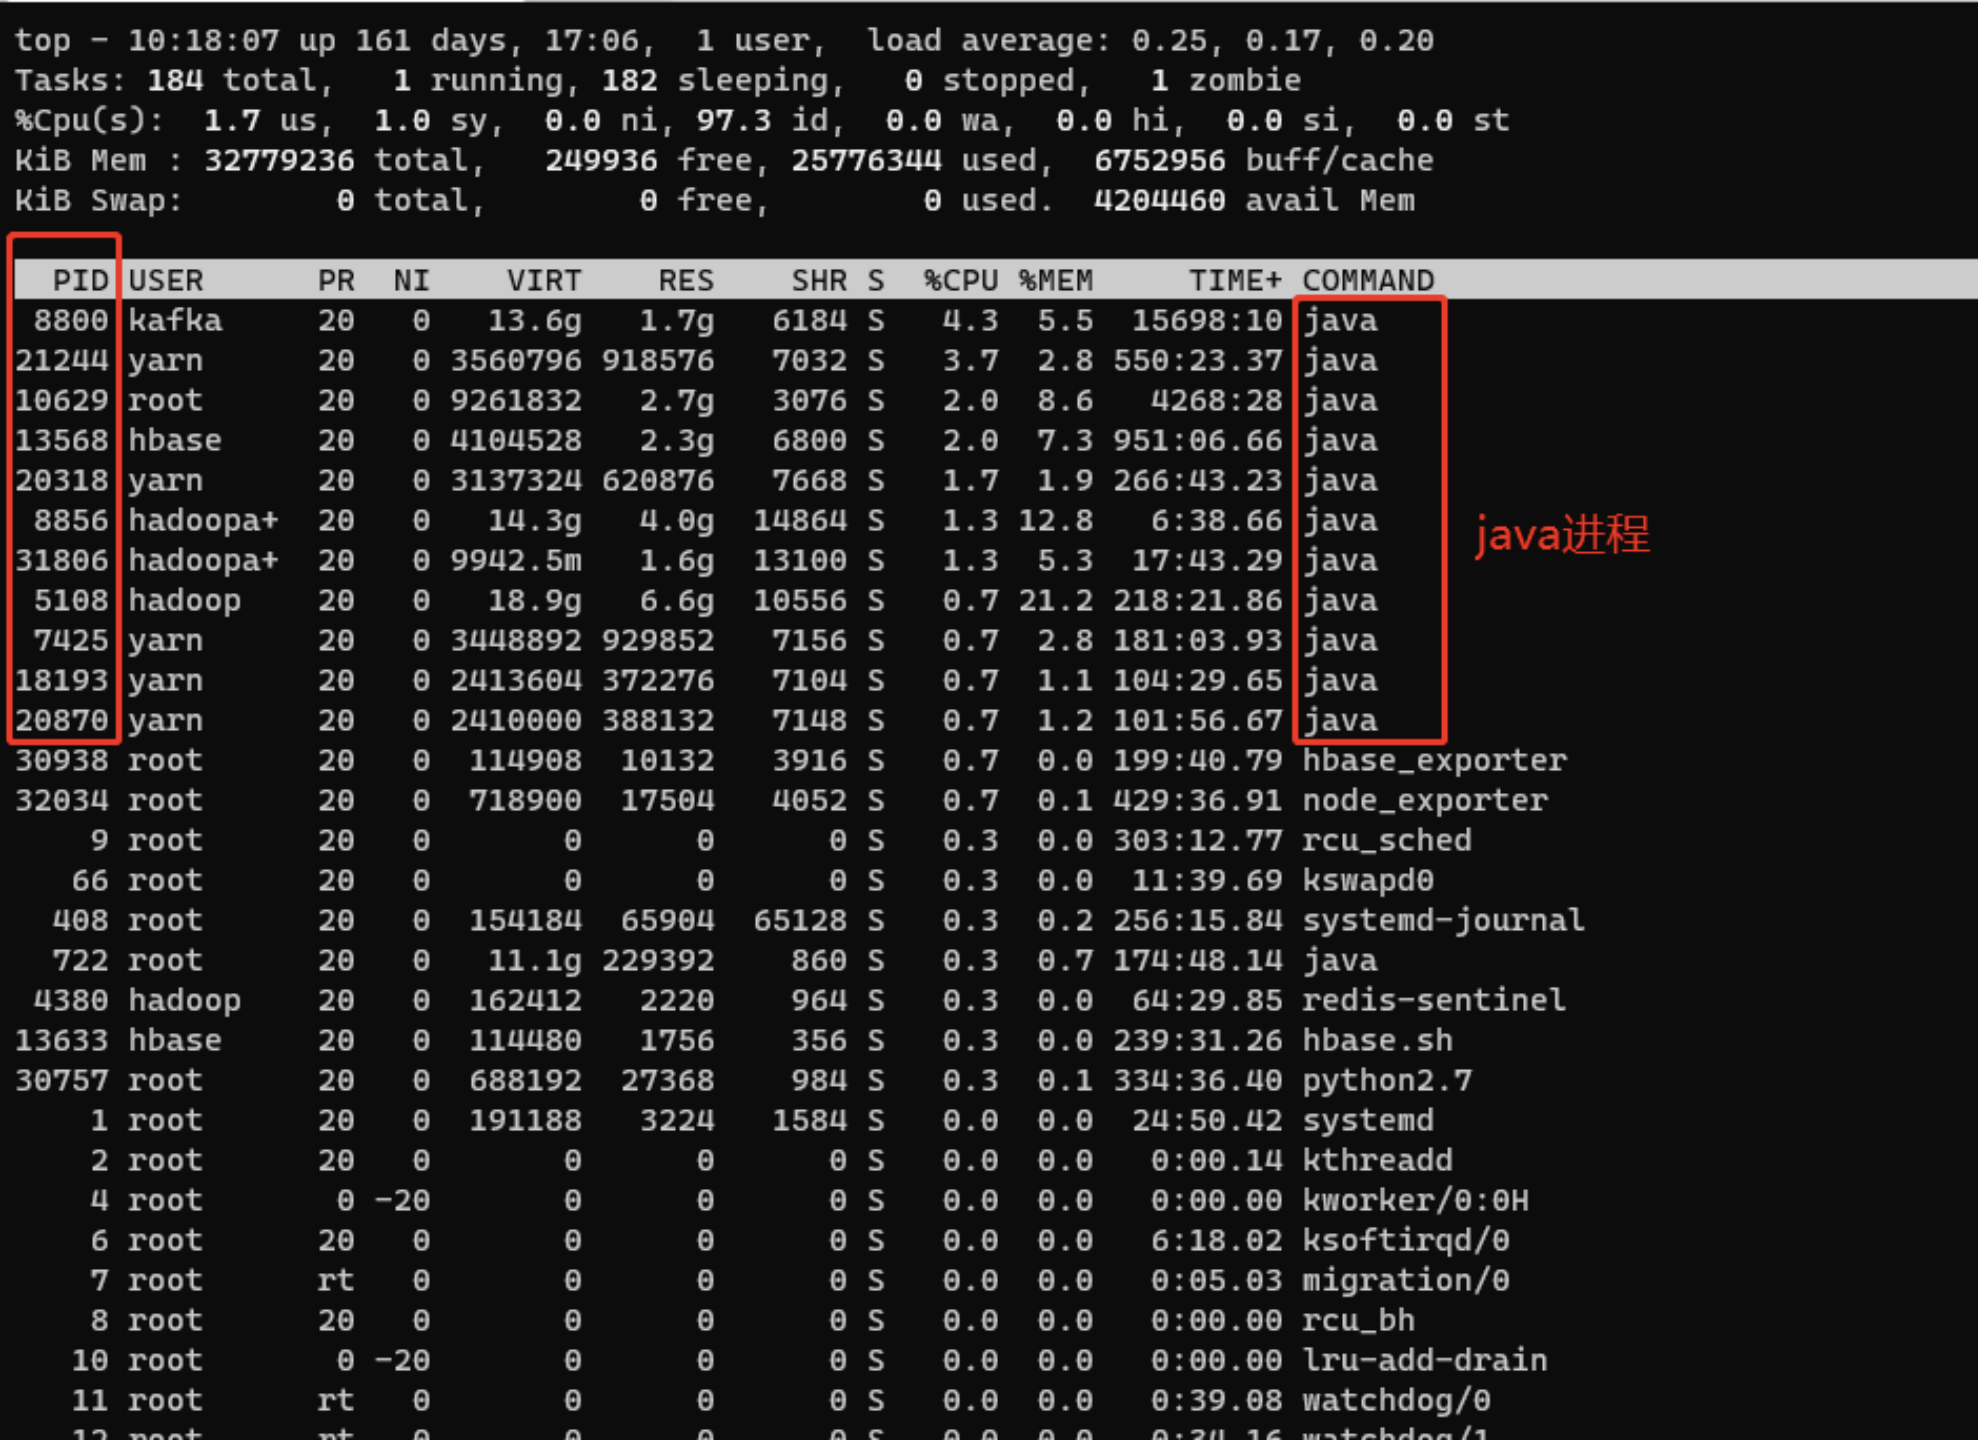 top - 10:18:07 up 161 days, 17:06,  1 user,  load average: 0.25, 0.17, 0.20
Tasks: 184 total,   1 running, 182 sleeping,   0 stopped,   1 zombie
%Cpu(s):  1.7 us,  1.0 sy,  0.0 ni, 97.3 id,  0.0 wa,  0.0 hi,  0.0 si,  0.0 st
KiB Mem : 32779236 total,   249936 free, 25776344 used,  6752956 buff/cache
KiB Swap:        0 total,        0 free,        0 used.  4204460 avail Mem
PID USER      PR  NI    VIRT    RES    SHR S  %CPU %MEM     TIME+ COMMAND
8800 kafka     20   0   13.6g   1.7g   6184 S   4.3  5.5  15698:10 java
21244 yarn      20   0 3560796 918576   7032 S   3.7  2.8 550:23.37 java
10629 root      20   0 9261832   2.7g   3076 S   2.0  8.6   4268:28 java
13568 hbase     20   0 4104528   2.3g   6800 S   2.0  7.3 951:06.66 java
20318 yarn      20   0 3137324 620876   7668 S   1.7  1.9 266:43.23 java
8856 hadoopa+  20   0   14.3g   4.0g  14864 S   1.3 12.8   6:38.66 java
java进程
31806 hadoopa+  20   0 9942.5m   1.6g  13100 S   1.3  5.3  17:43.29 java
5108 hadoop    20   0   18.9g   6.6g  10556 S   0.7 21.2 218:21.86 java
7425 yarn      20   0 3448892 929852   7156 S   0.7  2.8 181:03.93 java
18193 yarn      20   0 2413604 372276   7104 S   0.7  1.1 104:29.65 java
20870 yarn      20   0 2410000 388132   7148 S   0.7  1.2 101:56.67 java
30938 root      20   0  114908  10132   3916 S   0.7  0.0 199:40.79 hbase_exporter
32034 root      20   0  718900  17504   4052 S   0.7  0.1 429:36.91 node_exporter
9 root      20   0       0      0      0 S   0.3  0.0 303:12.77 rcu_sched
66 root      20   0       0      0      0 S   0.3  0.0  11:39.69 kswapd0
408 root      20   0  154184  65904  65128 S   0.3  0.2 256:15.84 systemd-journal
722 root      20   0   11.1g 229392    860 S   0.3  0.7 174:48.14 java
4380 hadoop    20   0  162412   2220    964 S   0.3  0.0  64:29.85 redis-sentinel
13633 hbase     20   0  114480   1756    356 S   0.3  0.0 239:31.26 hbase.sh
30757 root      20   0  688192  27368    984 S   0.3  0.1 334:36.40 python2.7
1 root      20   0  191188   3224   1584 S   0.0  0.0  24:50.42 systemd
2 root      20   0       0      0      0 S   0.0  0.0   0:00.14 kthreadd
4 root       0 -20       0      0      0 S   0.0  0.0   0:00.00 kworker/0:0H
6 root      20   0       0      0      0 S   0.0  0.0   6:18.02 ksoftirqd/0
7 root      rt   0       0      0      0 S   0.0  0.0   0:05.03 migration/0
8 root      20   0       0      0      0 S   0.0  0.0   0:00.00 rcu_bh
10 root       0 -20       0      0      0 S   0.0  0.0   0:00.00 lru-add-drain
11 root      rt   0       0      0      0 S   0.0  0.0   0:39.08 watchdog/0
12 root      rt   0       0      0      0 S   0.0  0.0   0:34.16 watchdog/1